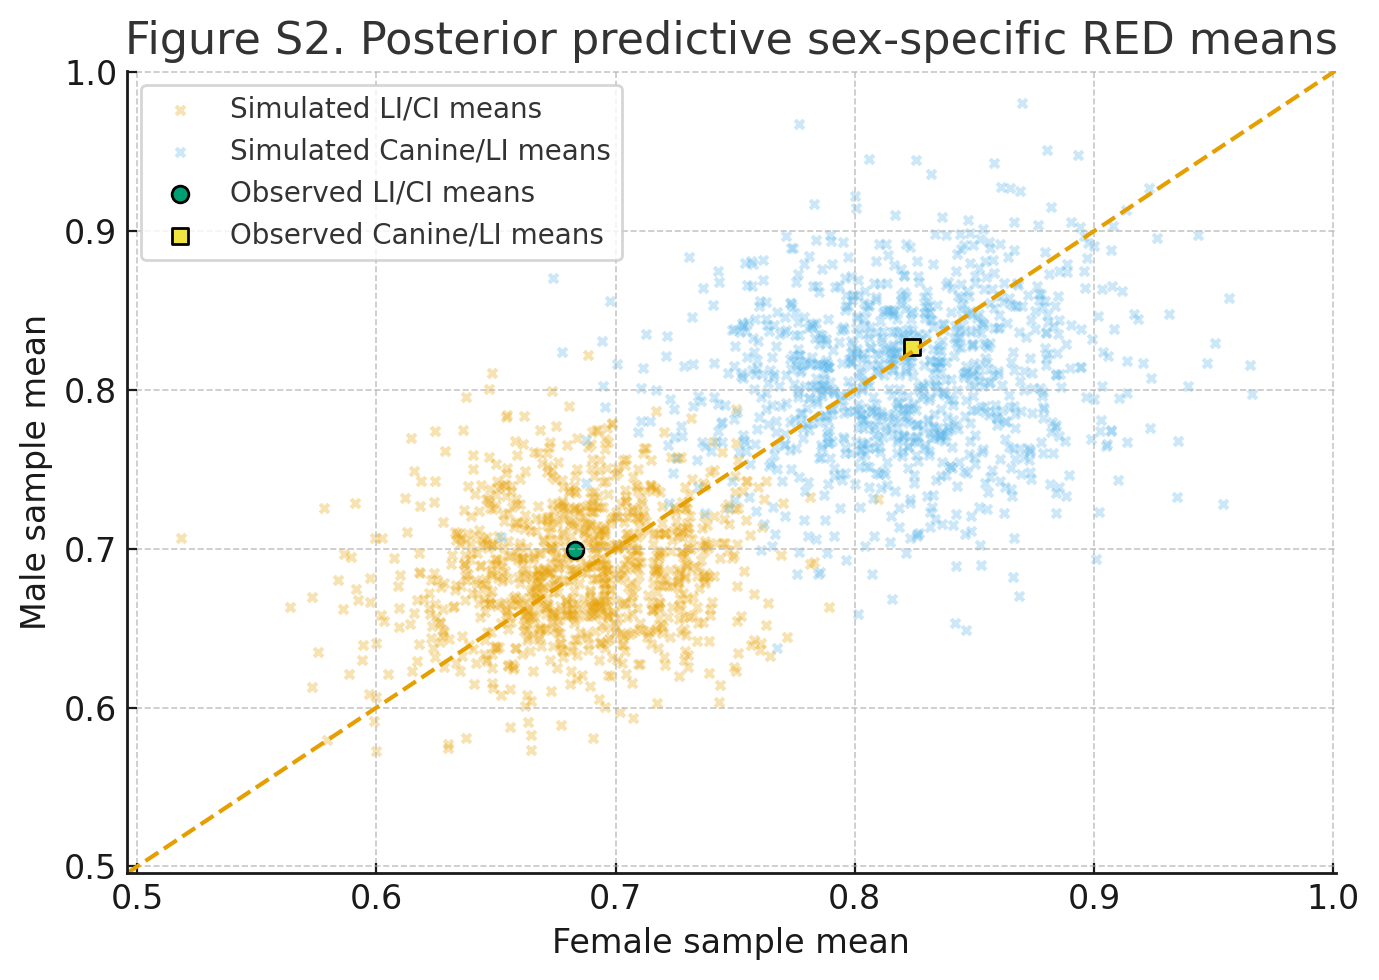 Figure S2. Posterior predictive sex-specific RED means
1.0
Simulated LI/CI means
Simulated Canine/LI means
Observed LI/CI means
Observed Canine/LI means
0.9
0.8
0.7
0.6
0.5
Male sample mean
0.5 0.6 0.7 0.8 0.9 1.0
Female sample mean